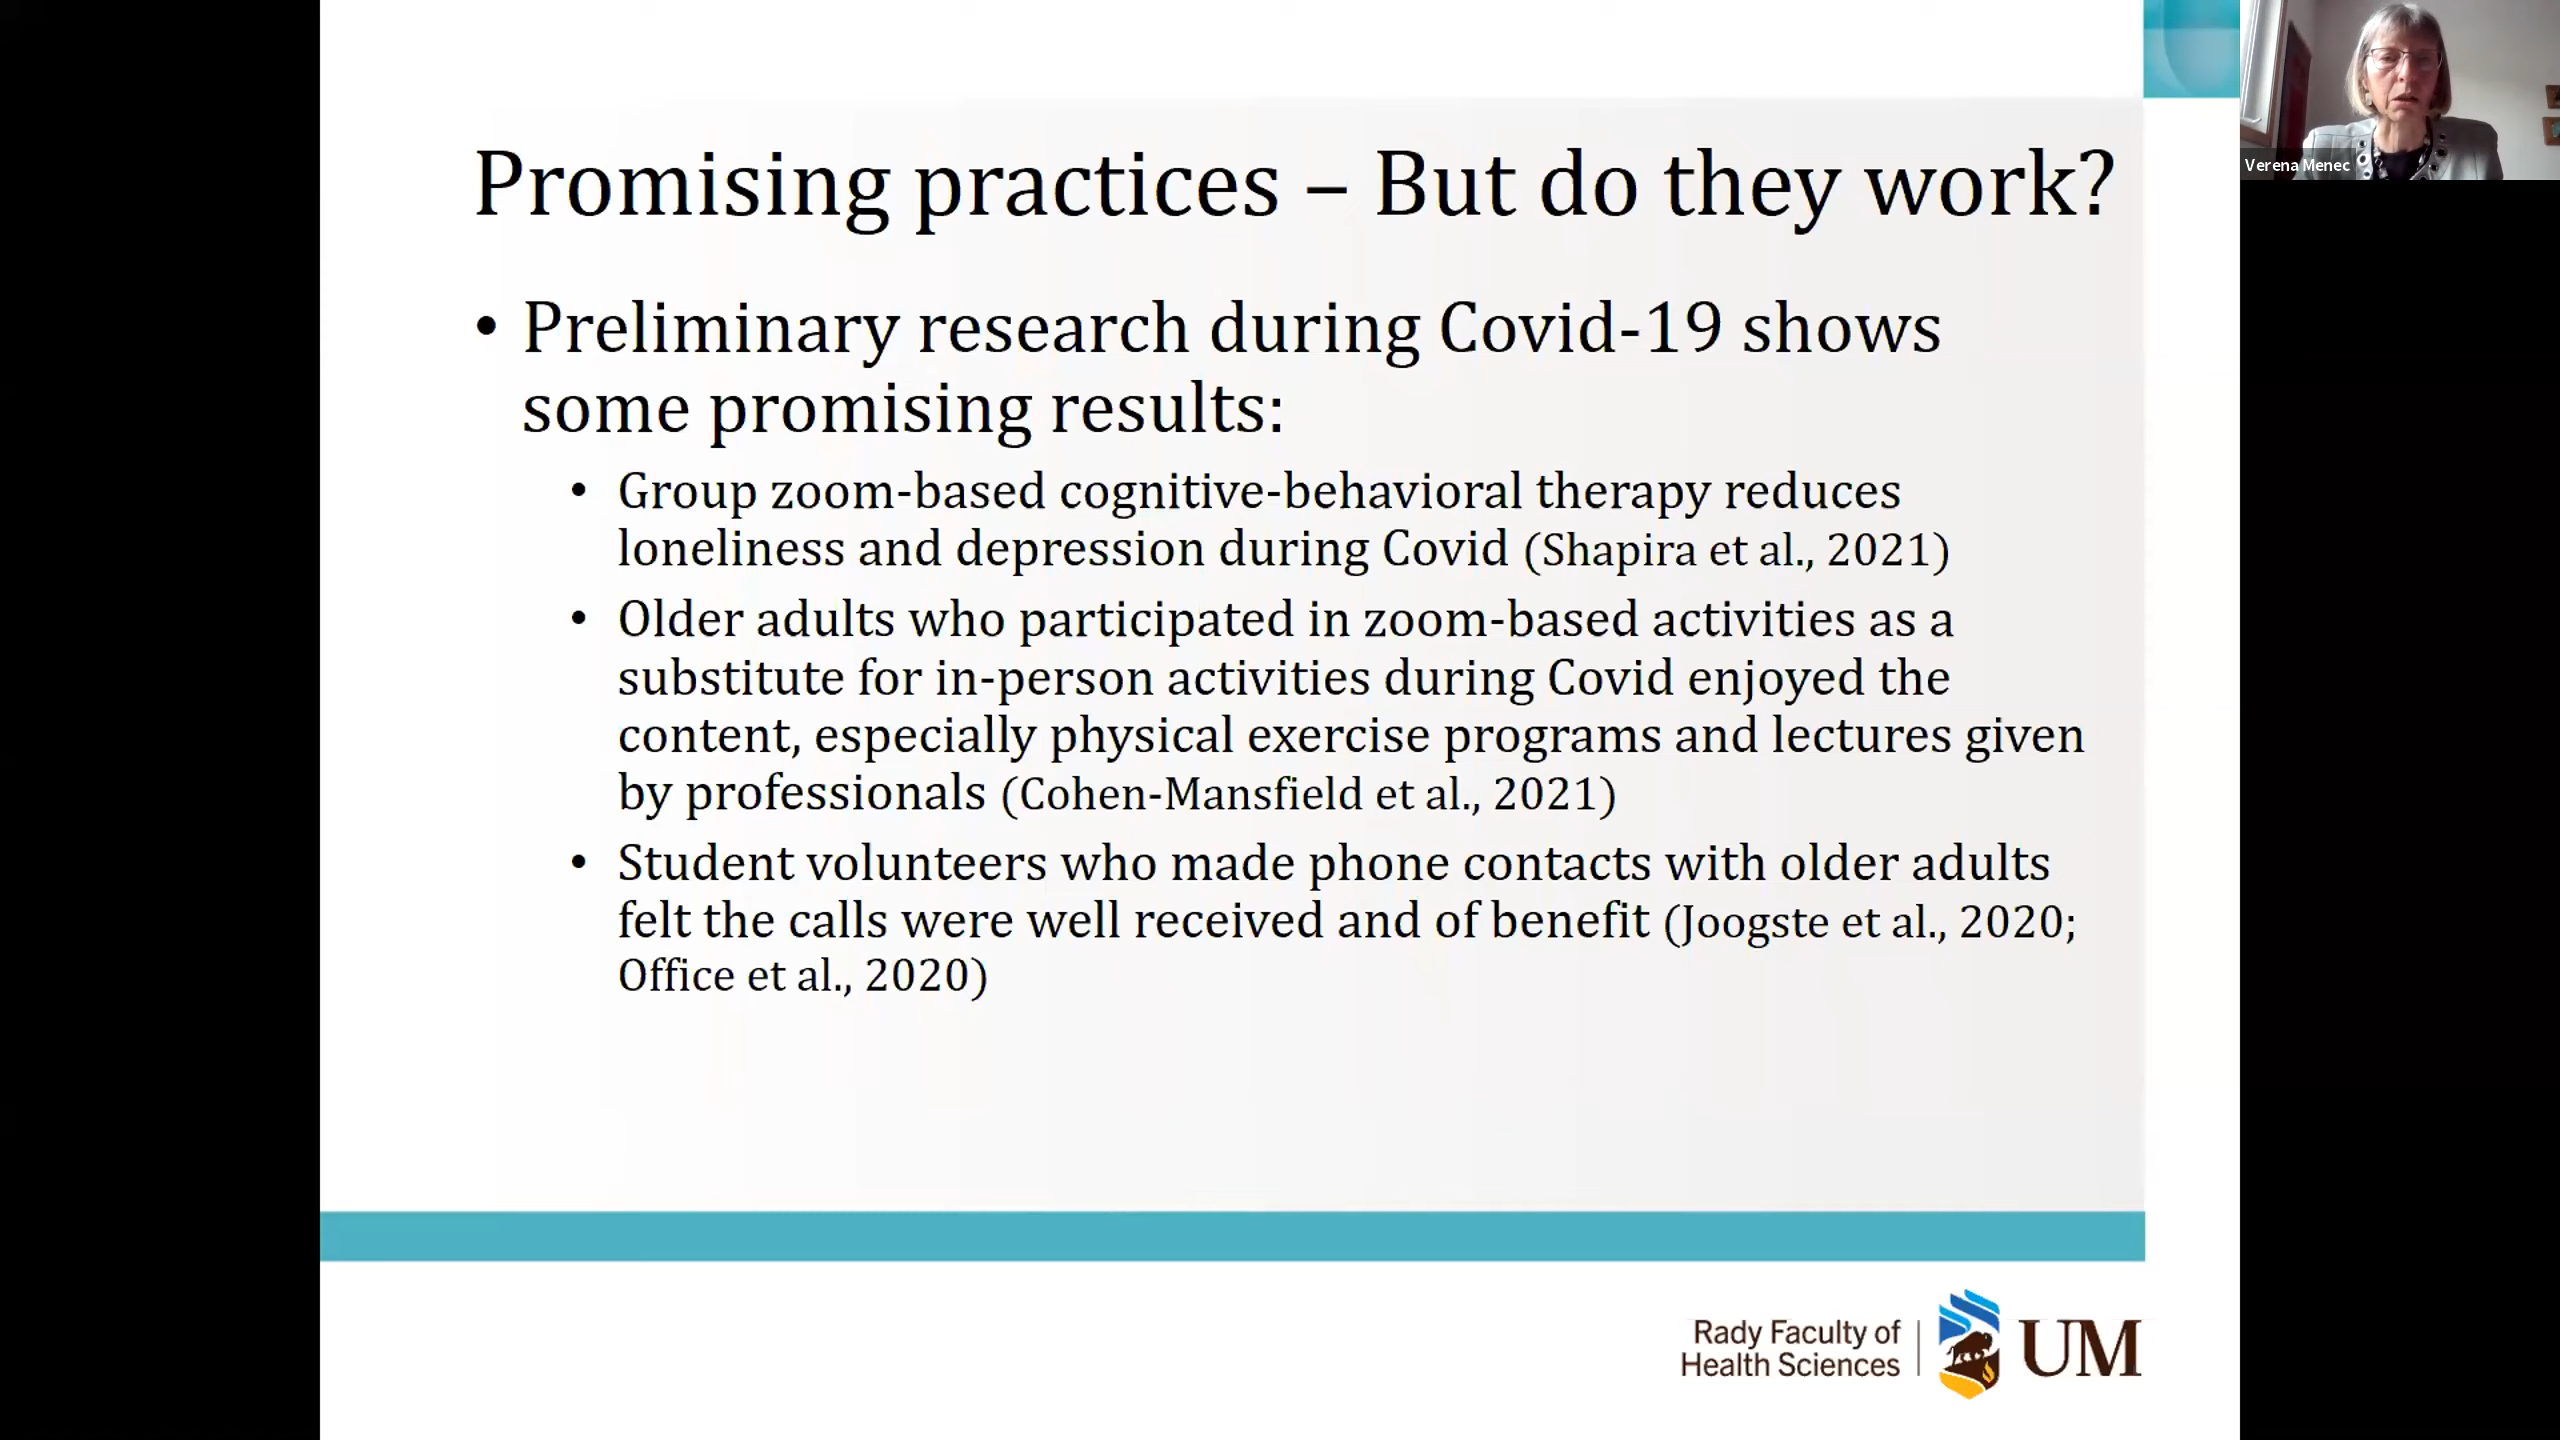 Promising practices – But do they work?
• Preliminary research during Covid-19 shows
some promising results:
• Group zoom-based cognitive-behavioral therapy reduces
loneliness and depression during Covid (Shapira et al., 2021)
• Older adults who participated in zoom-based activities as a
substitute for in-person activities during Covid enjoyed the
content, especially physical exercise programs and lectures given
by professionals (Cohen-Mansfield et al., 2021)
• Student volunteers who made phone contacts with older adults
felt the calls were well received and of benefit (Joogste et al., 2020;
Office et al., 2020)
Verena Menec
Rady Faculty of
Health Sciences
UM